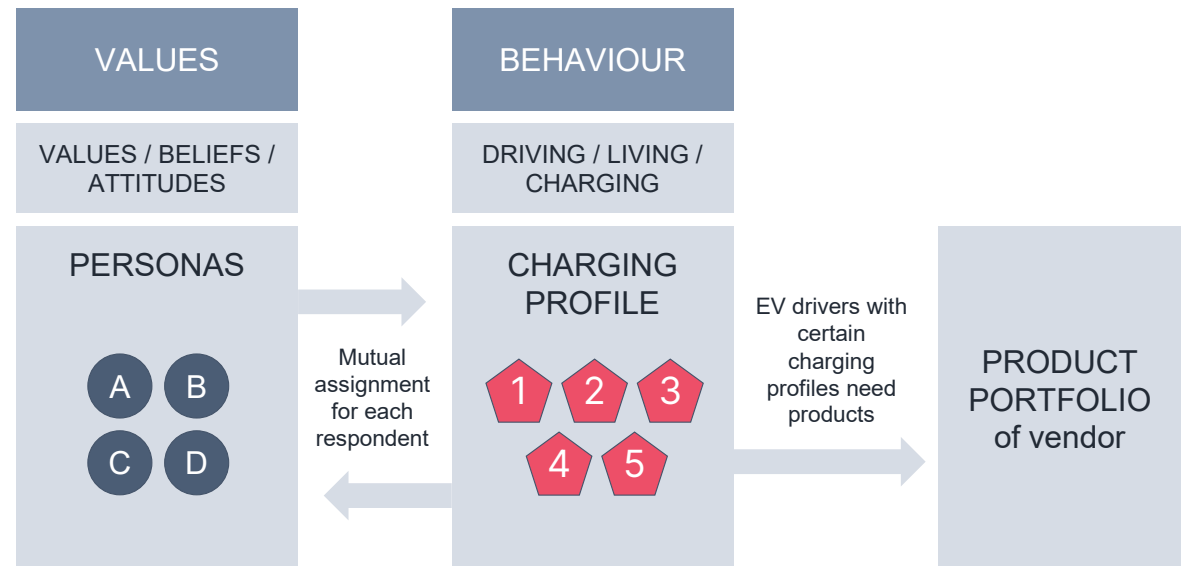 VALUES
BEHAVIOUR
VALUES / BELIEFS /
ATTITUDES
DRIVING / LIVING /
CHARGING
PERSONAS
A
B
C
D
Mutual
assignment
for each
respondent
CHARGING
PROFILE
1
2
3
4
5
EV drivers with
certain
charging
profiles need
products
PRODUCT
PORTFOLIO
of vendor